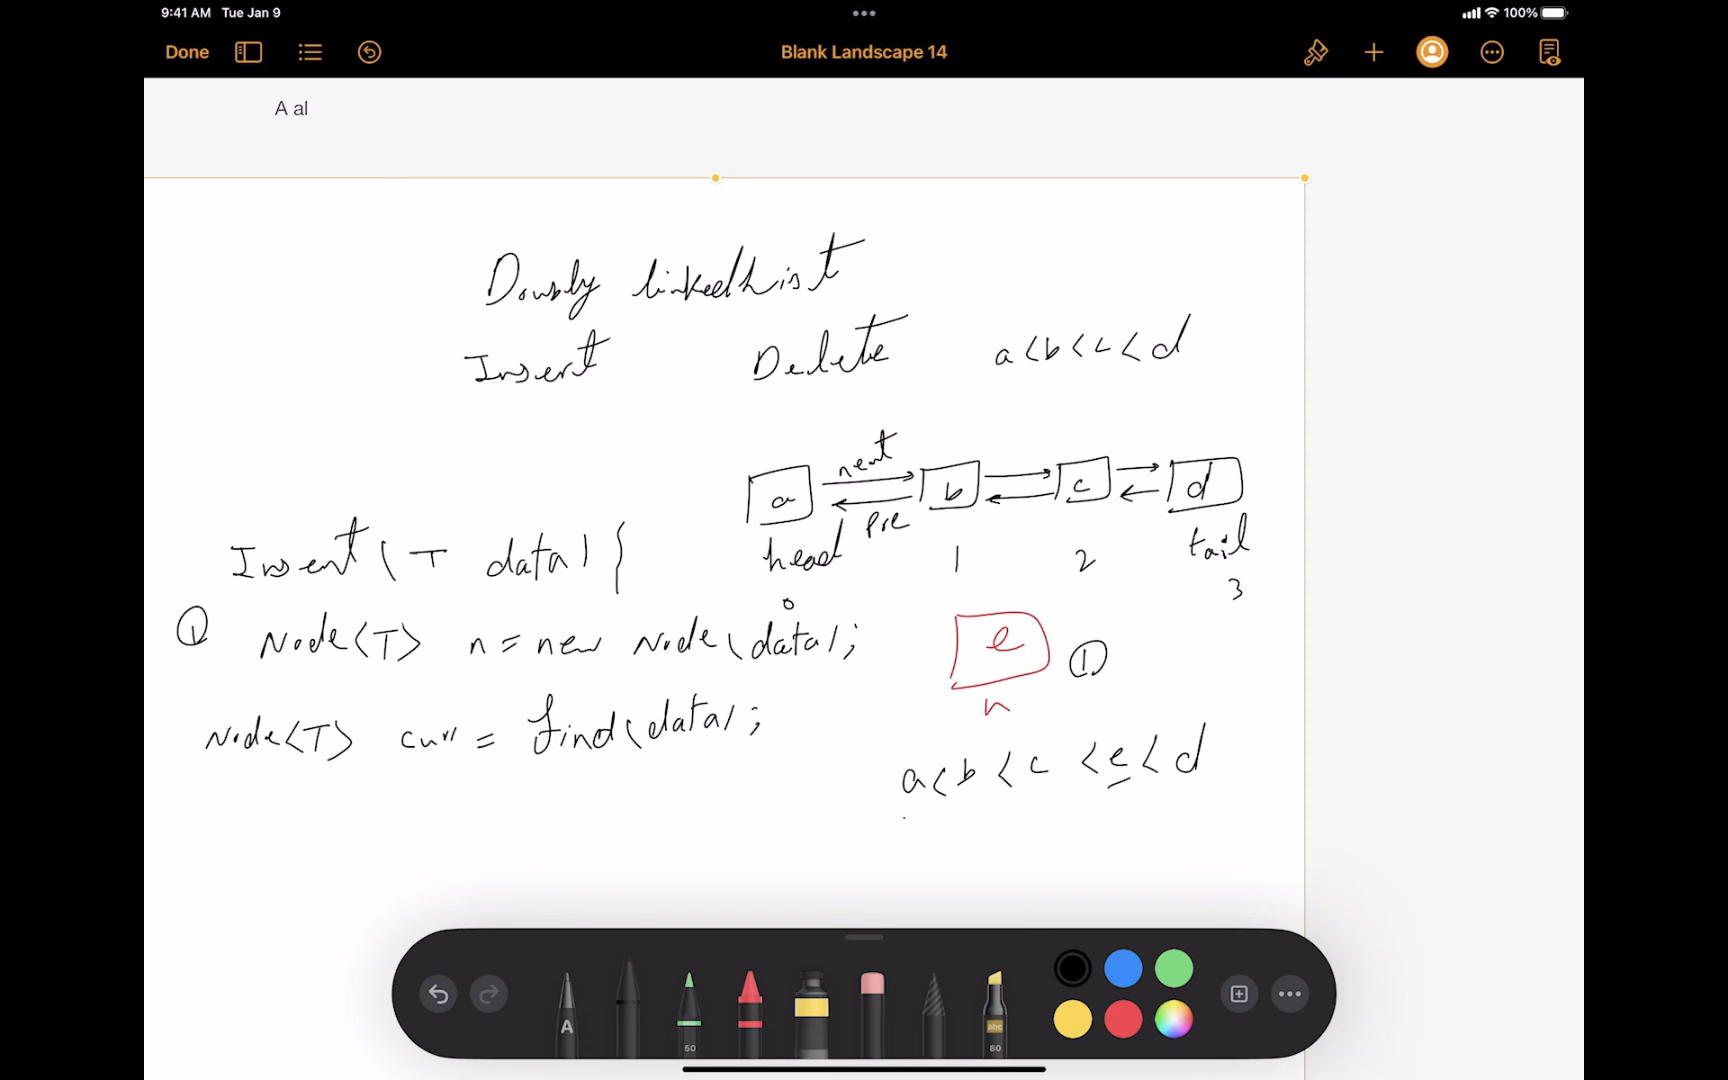 9:41 AM Tue Jan 9
100%
Done
Blank Landscape 14
A al
Doubly linkedList
Insert Delete a<b<c<d
a next b c d
pre
head 1 2 tail
0 3
Insert(T data) {
① Node<T> n = new Node(data);
e ①
n
Node<T> curr = find(data);
a<b<c<e<d
A
50
abc
80